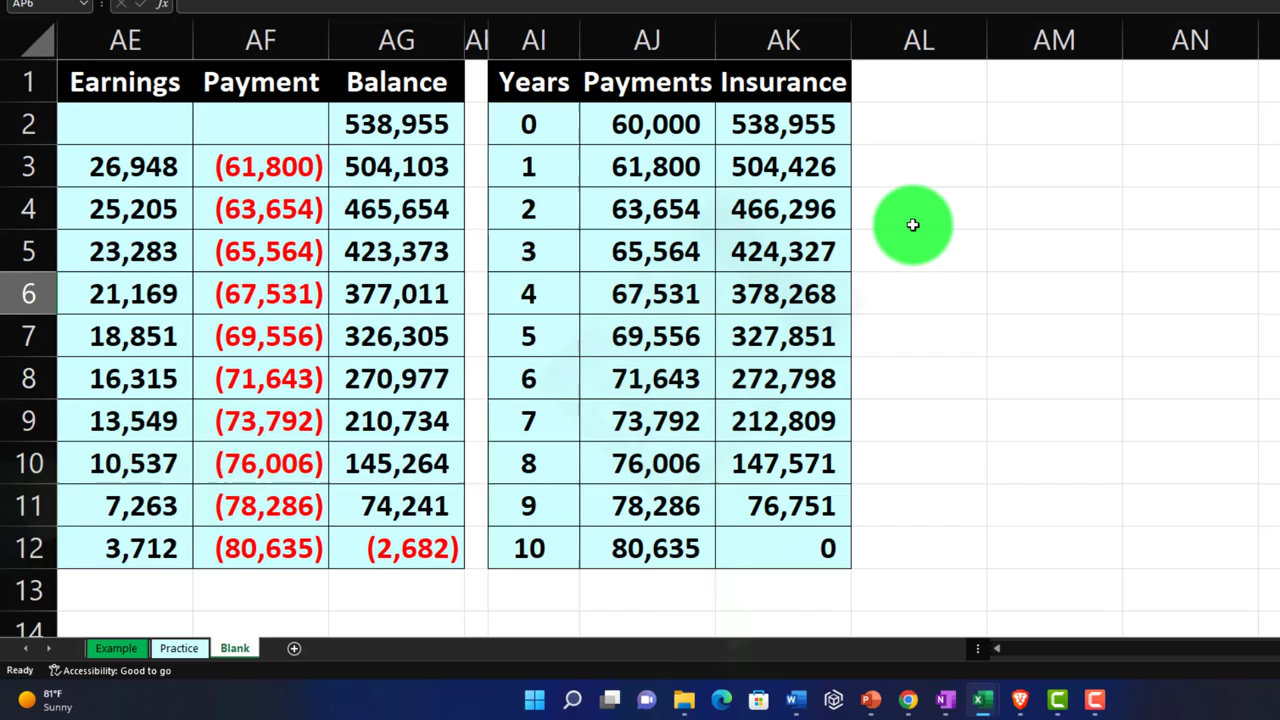 AP6
fx
AE AF AG AI AJ AK AL AM AN
1 Earnings Payment Balance Years Payments Insurance
2 538,955 0 60,000 538,955
3 26,948 (61,800) 504,103 1 61,800 504,426
4 25,205 (63,654) 465,654 2 63,654 466,296
5 23,283 (65,564) 423,373 3 65,564 424,327
6 21,169 (67,531) 377,011 4 67,531 378,268
7 18,851 (69,556) 326,305 5 69,556 327,851
8 16,315 (71,643) 270,977 6 71,643 272,798
9 13,549 (73,792) 210,734 7 73,792 212,809
10 10,537 (76,006) 145,264 8 76,006 147,571
11 7,263 (78,286) 74,241 9 78,286 76,751
12 3,712 (80,635) (2,682) 10 80,635 0
13
14
Example Practice Blank
Ready Accessibility: Good to go
81°F
Sunny